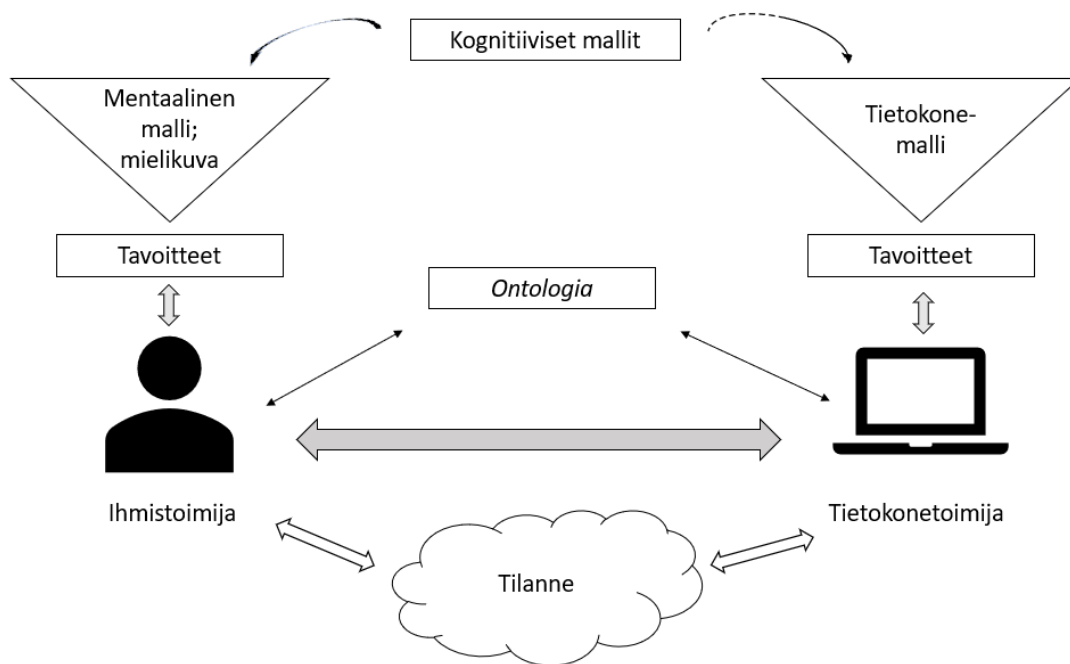 Kognitiiviset mallit
Mentaalinen
malli;
mielikuva
Tietokone-
malli
Tavoitteet
Tavoitteet
Ontologia
Ihmistoimija
Tietokonetoimija
Tilanne